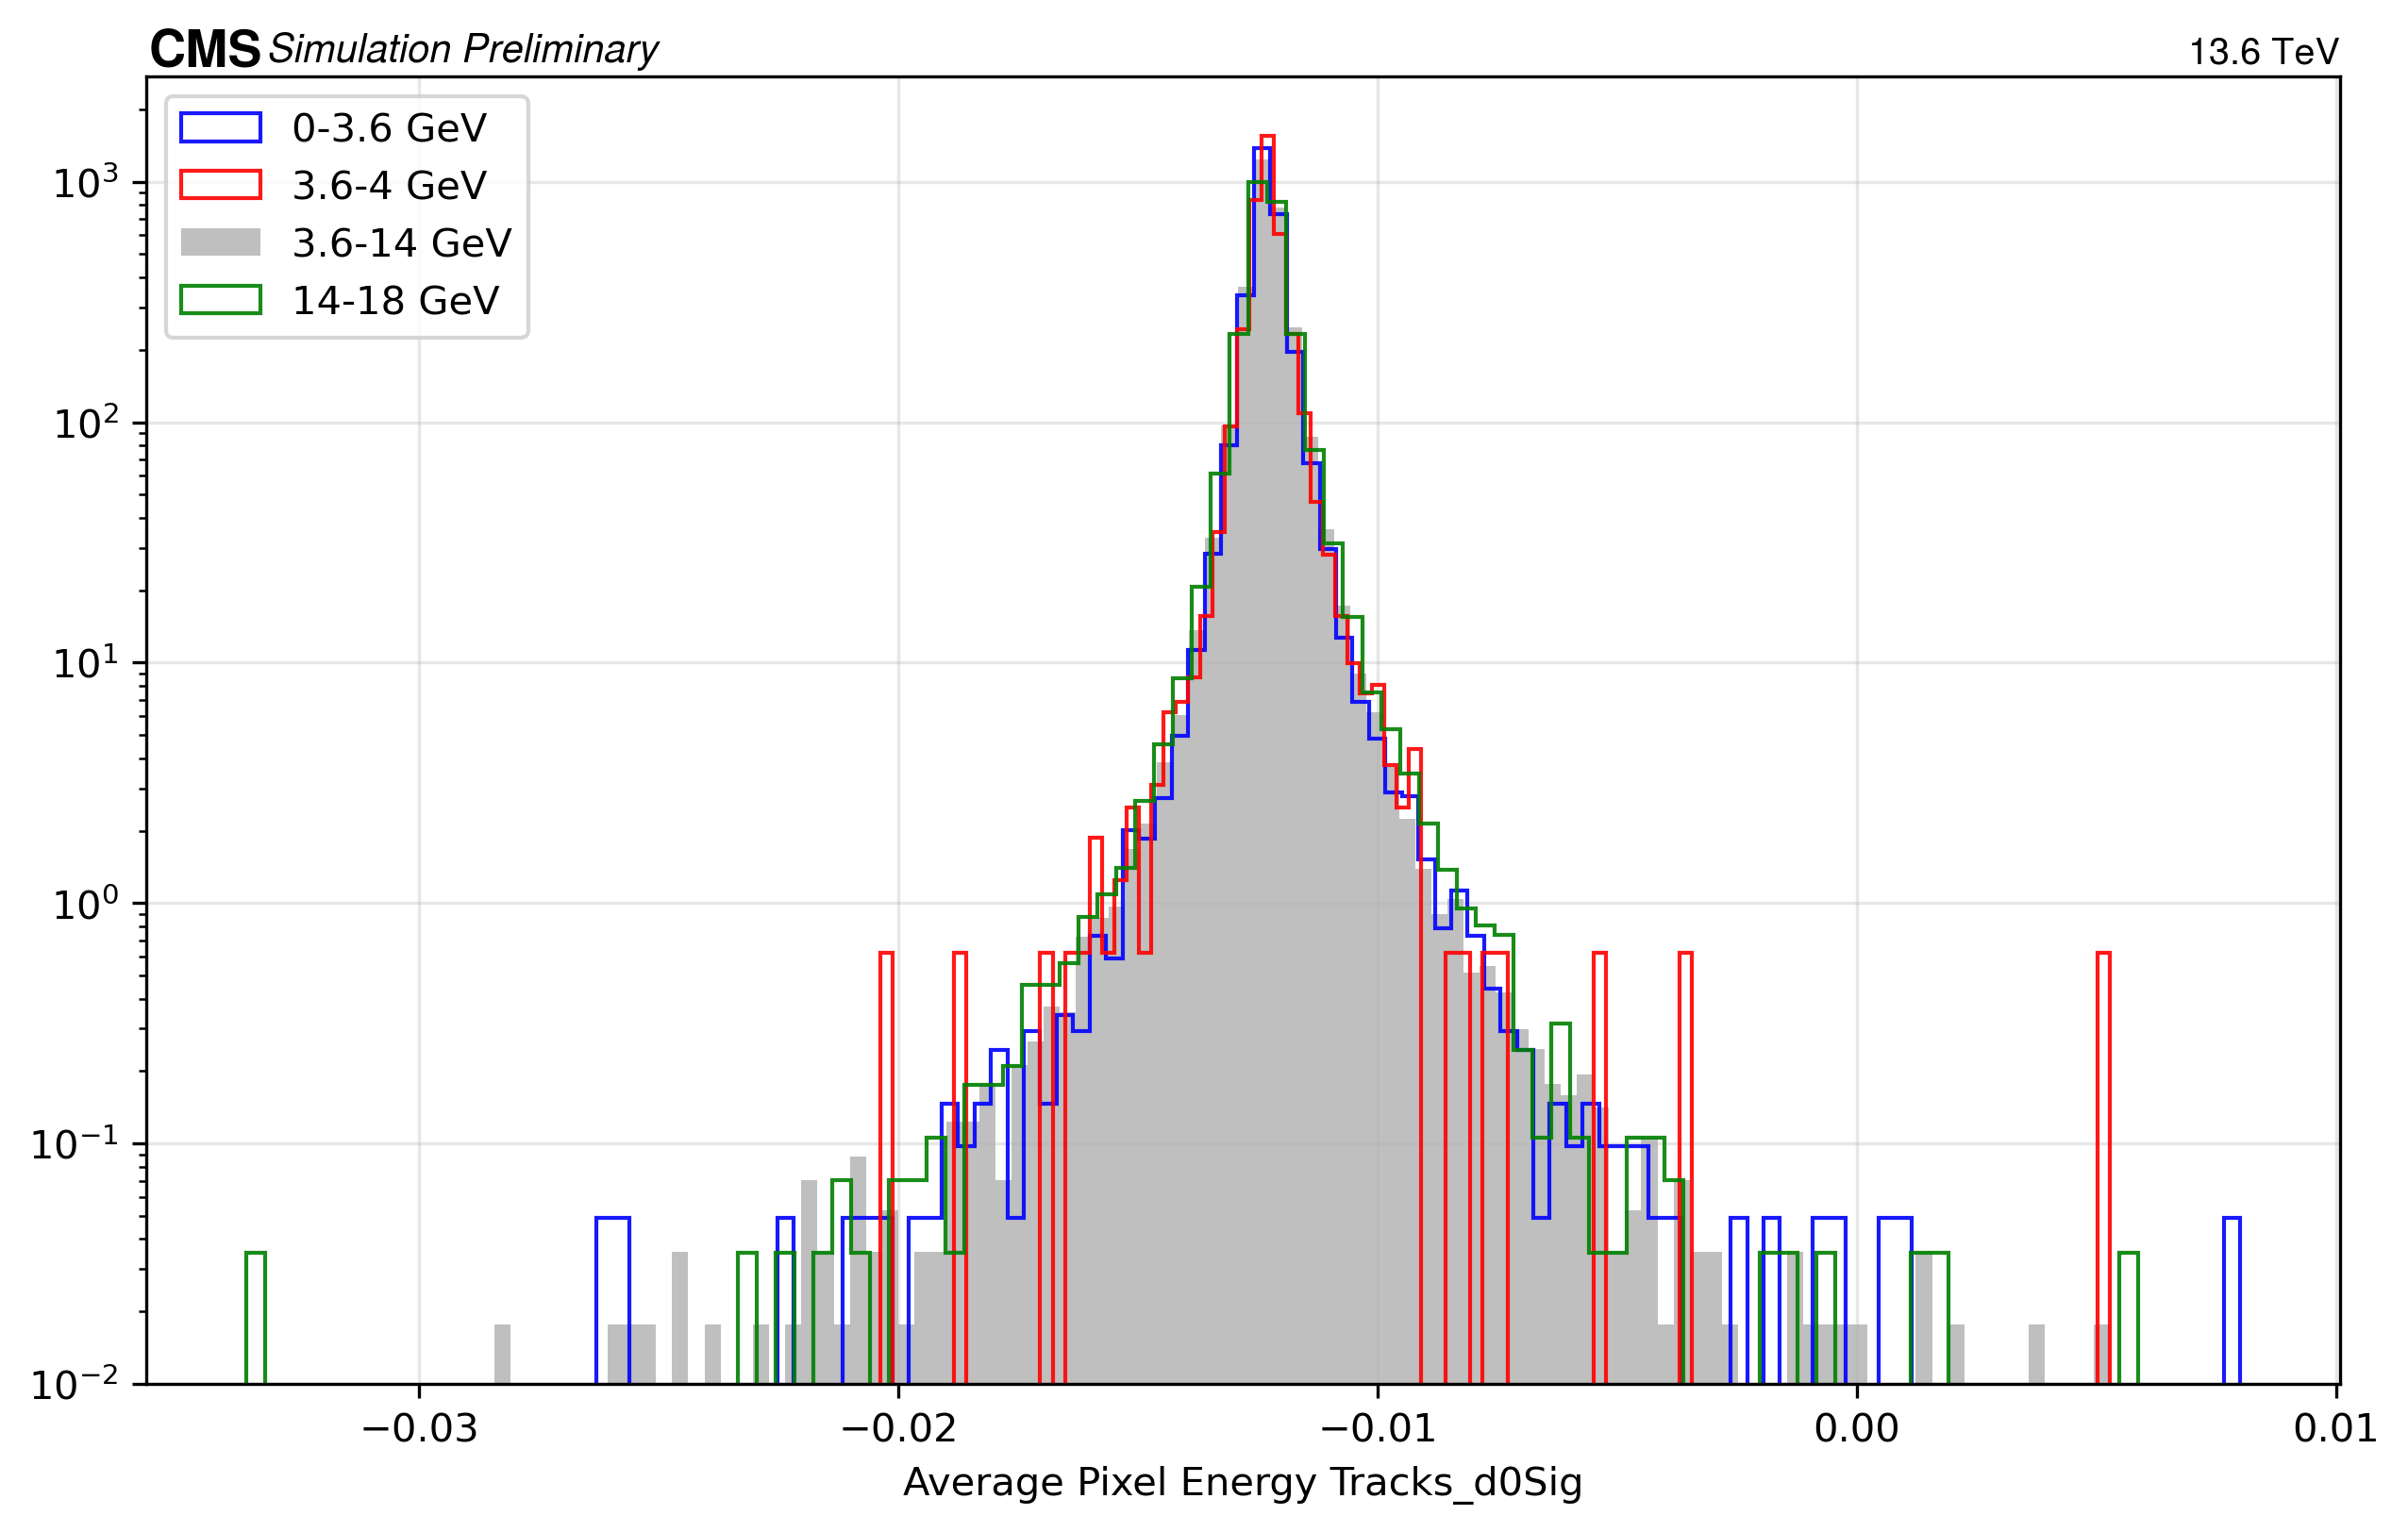 CMS Simulation Preliminary 13.6 TeV
0-3.6 GeV
3.6-4 GeV
3.6-14 GeV
14-18 GeV
10³
10²
10¹
10⁰
10⁻¹
10⁻²
−0.03 −0.02 −0.01 0.00 0.01
Average Pixel Energy Tracks_d0Sig